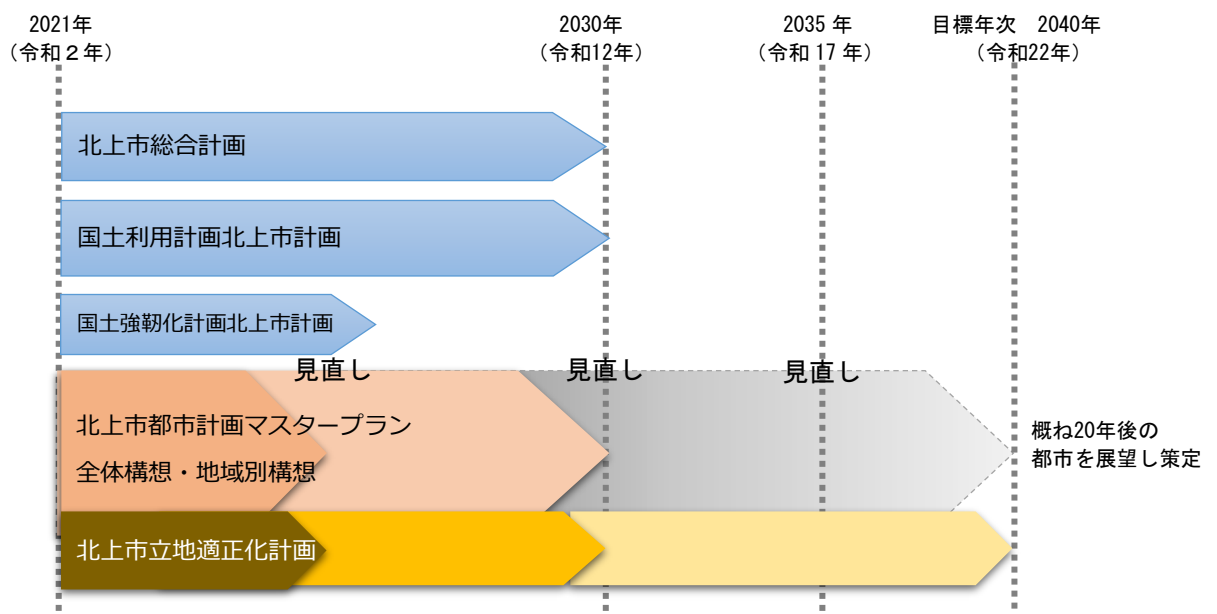 2021年
（令和２年）
2030年
（令和12年）
2035 年
（令和 17 年）
目標年次　2040年
（令和22年）
北上市総合計画
国土利用計画北上市計画
国土強靭化計画北上市計画
見直し
見直し
見直し
北上市都市計画マスタープラン
全体構想・地域別構想
概ね20年後の
都市を展望し策定
北上市立地適正化計画